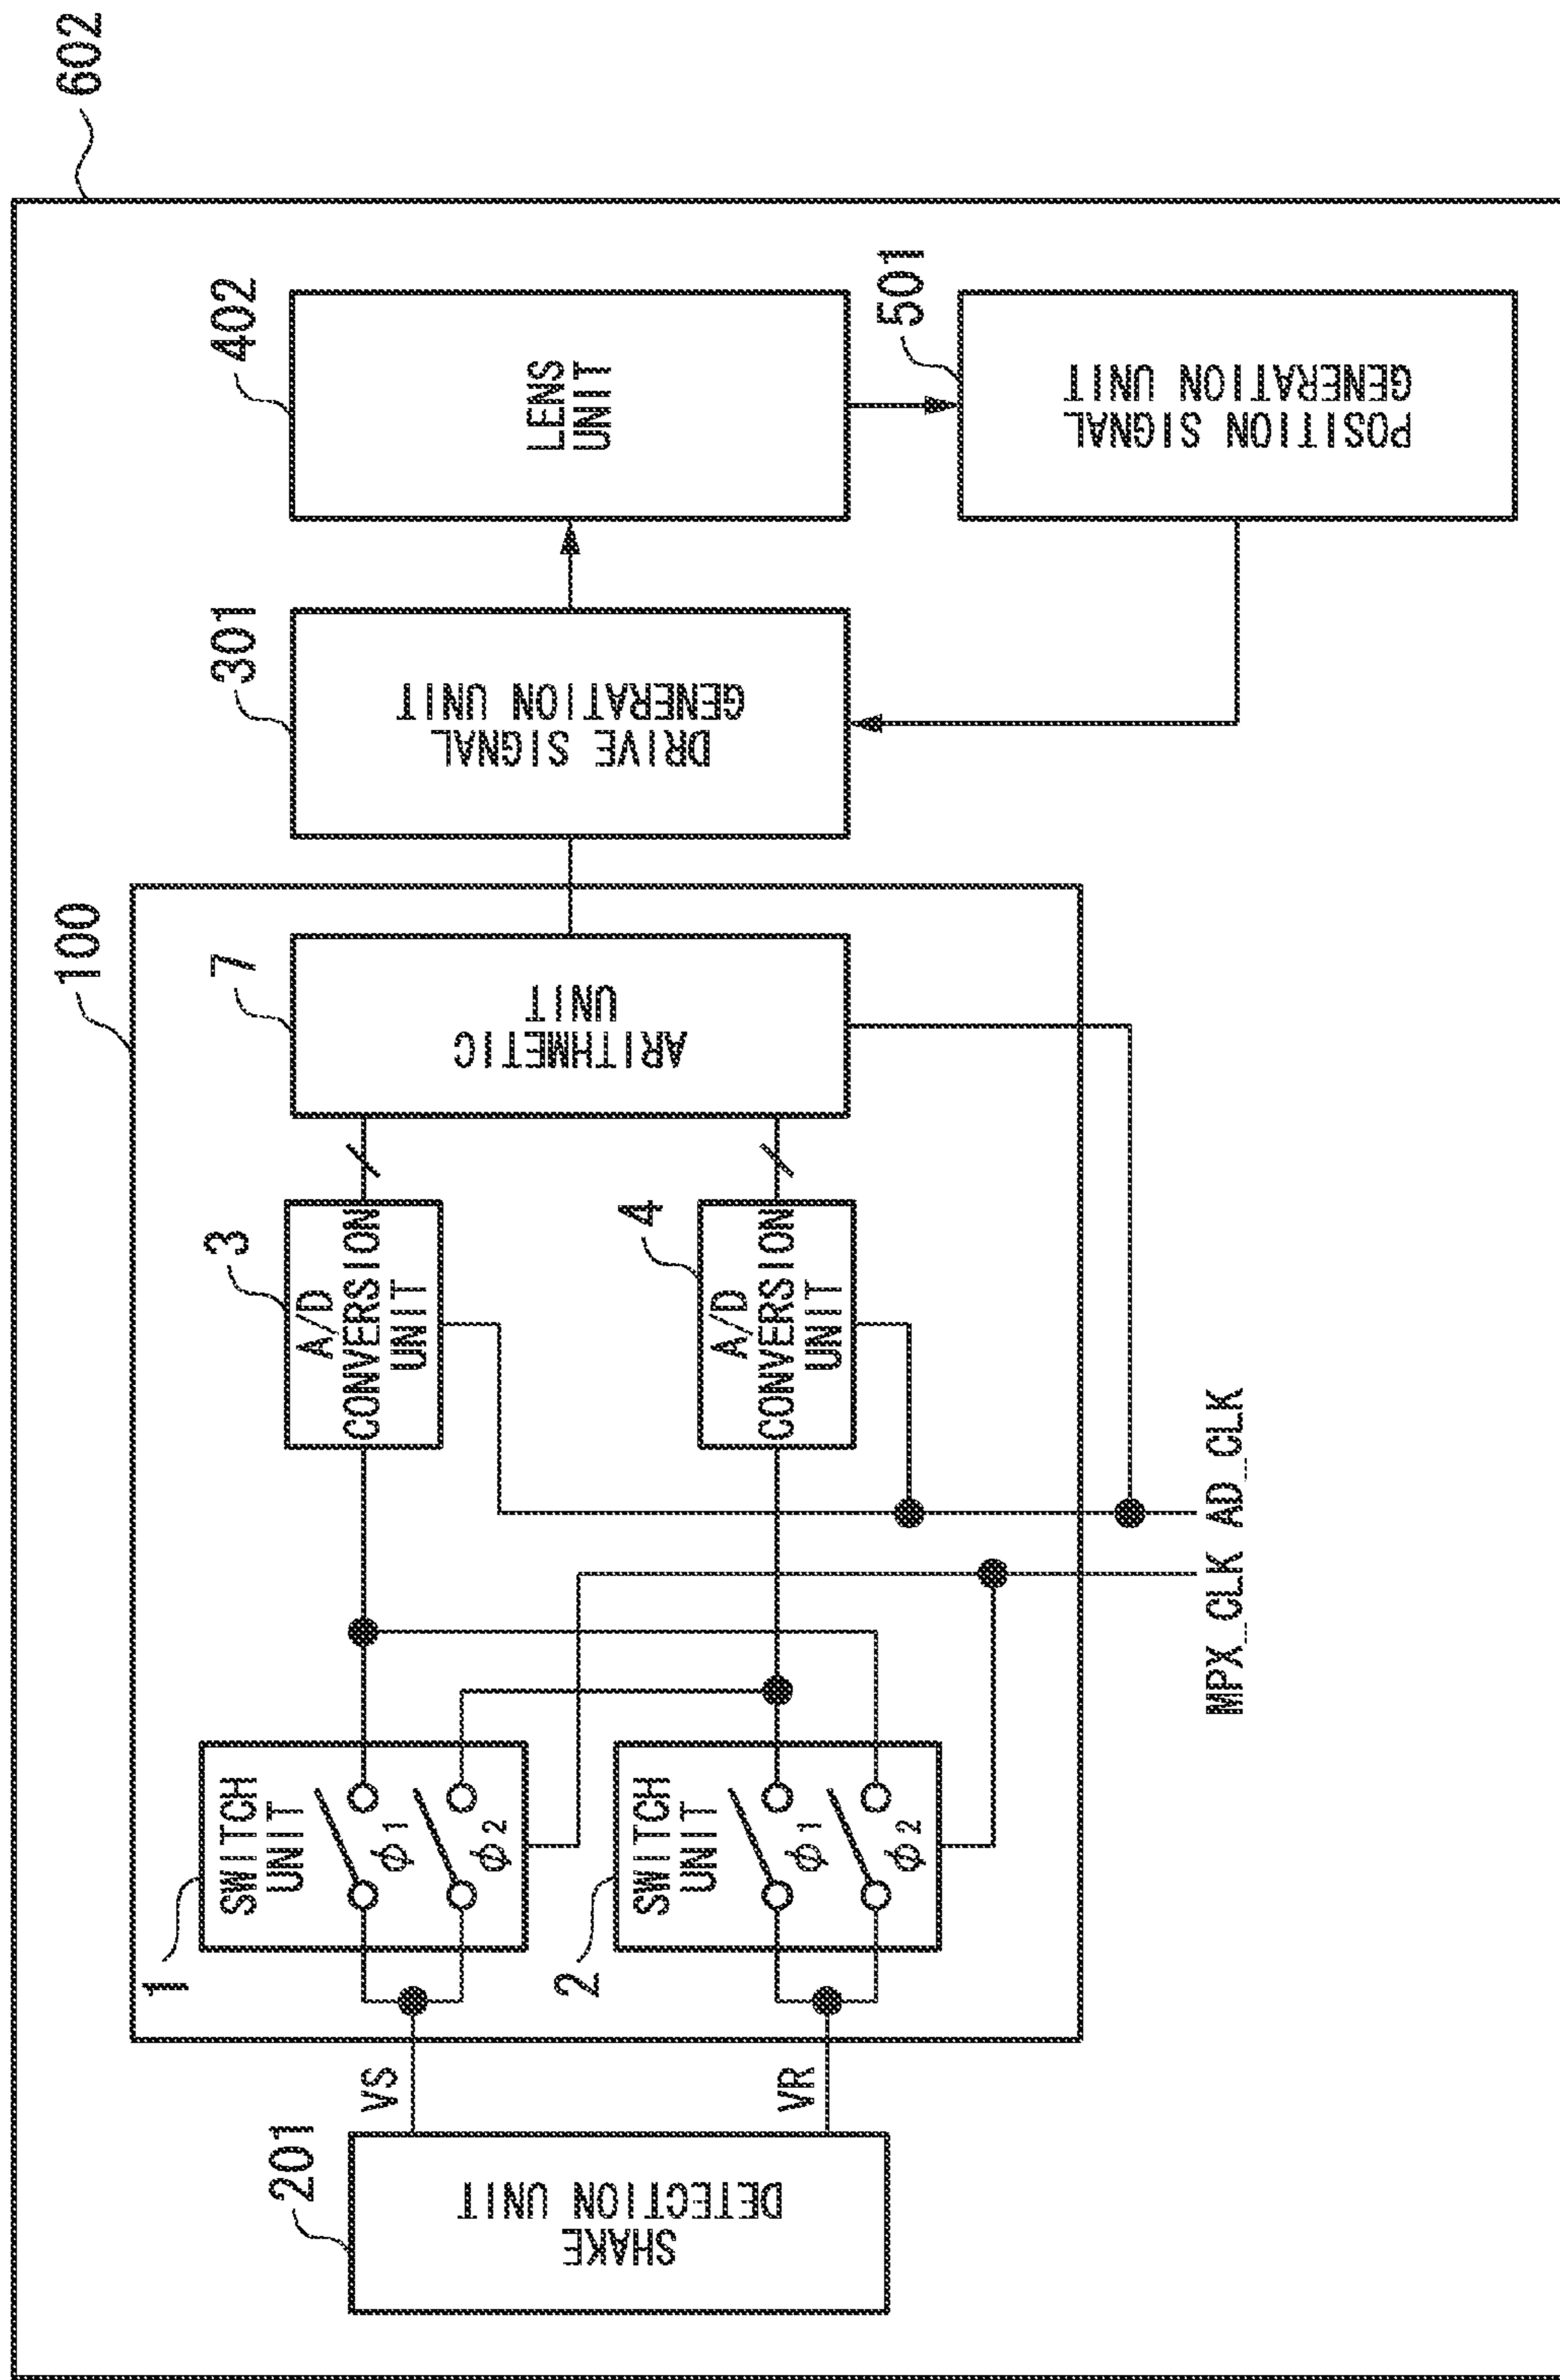 602
100
201
SHAKE
DETECTION UNIT
VS
VR
1
SWITCH
UNIT
φ1
φ2
2
SWITCH
UNIT
φ1
φ2
3
A/D
CONVERSION
UNIT
4
A/D
CONVERSION
UNIT
7
ARITHMETIC
UNIT
301
DRIVE SIGNAL
GENERATION UNIT
402
LENS
UNIT
501
POSITION SIGNAL
GENERATION UNIT
MPX_CLK AD_CLK